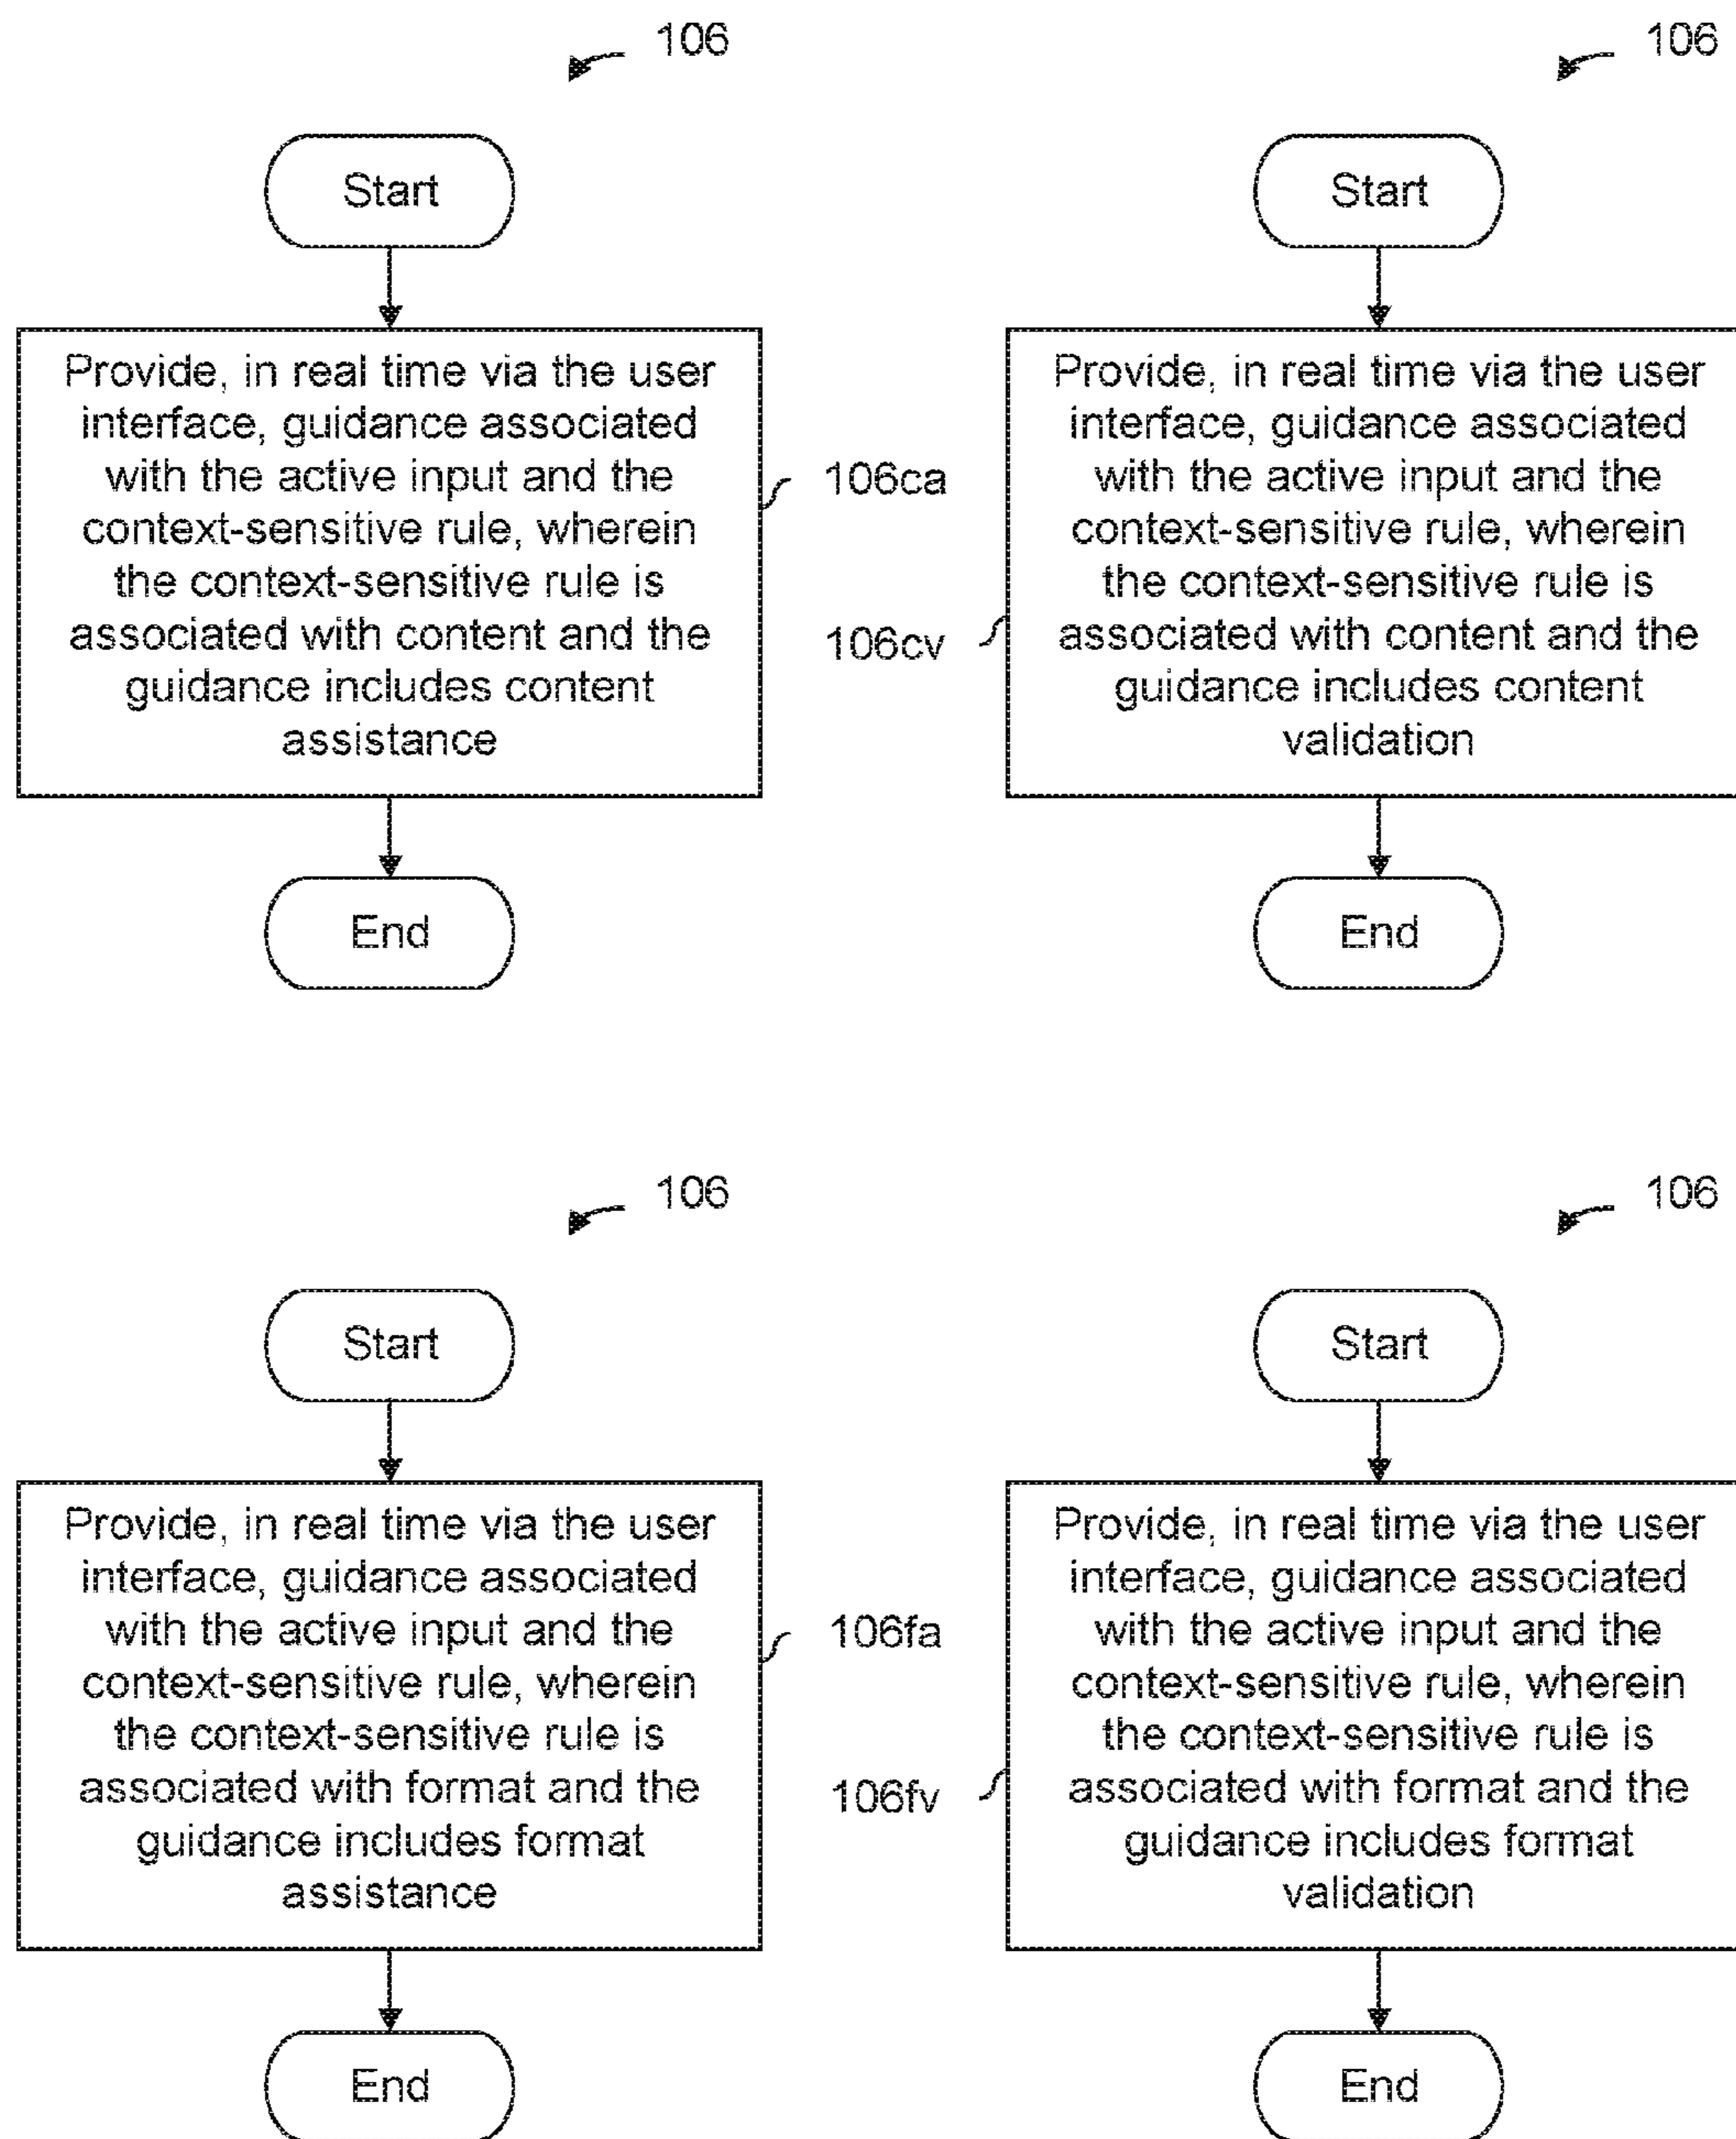 106
Start
Provide, in real time via the user
interface, guidance associated
with the active input and the
context-sensitive rule, wherein
the context-sensitive rule is
associated with content and the
guidance includes content
assistance
106ca
End
106
Start
Provide, in real time via the user
interface, guidance associated
with the active input and the
context-sensitive rule, wherein
the context-sensitive rule is
associated with content and the
guidance includes content
validation
106cv
End
106
Start
Provide, in real time via the user
interface, guidance associated
with the active input and the
context-sensitive rule, wherein
the context-sensitive rule is
associated with format and the
guidance includes format
assistance
106fa
End
106
Start
Provide, in real time via the user
interface, guidance associated
with the active input and the
context-sensitive rule, wherein
the context-sensitive rule is
associated with format and the
guidance includes format
validation
106fv
End